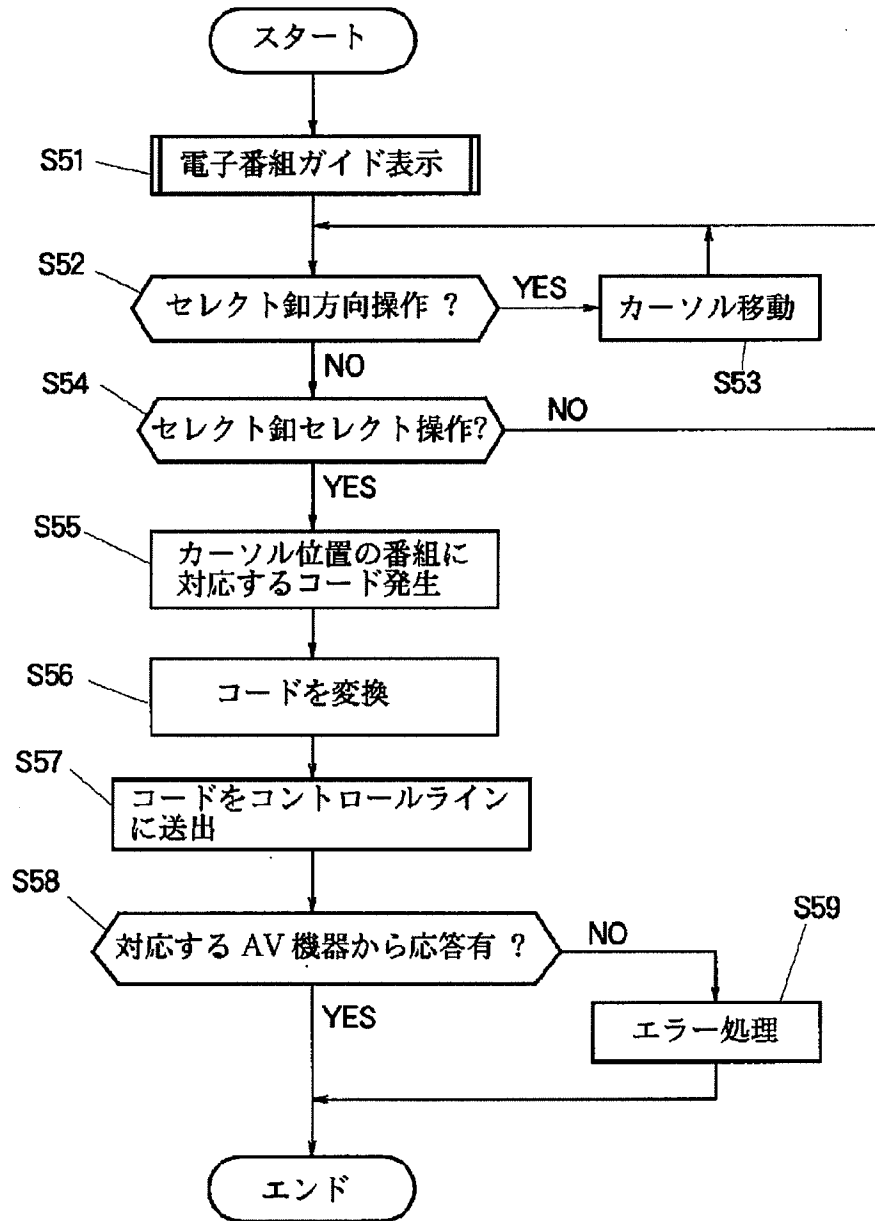 スタート
S51
電子番組ガイド表示
S52
セレクト釦方向操作 ?
YES
カーソル移動
S53
NO
S54
セレクト釦セレクト操作?
NO
YES
S55
カーソル位置の番組に
対応するコード発生
S56
コードを変換
S57
コードをコントロールライン
に送出
S58
対応する AV 機器から応答有 ?
NO
S59
YES
エラー処理
エンド